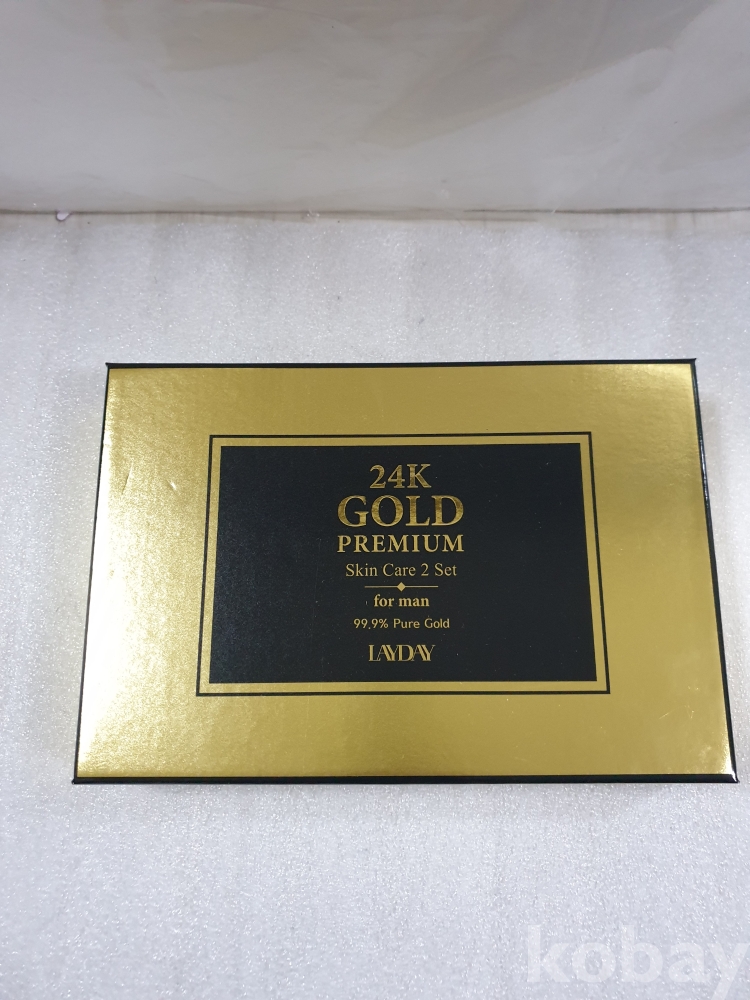 24K
GOLD
PREMIUM
Skin Care 2 Set
for man
99.9% Pure Gold
LAYDAY
kobay